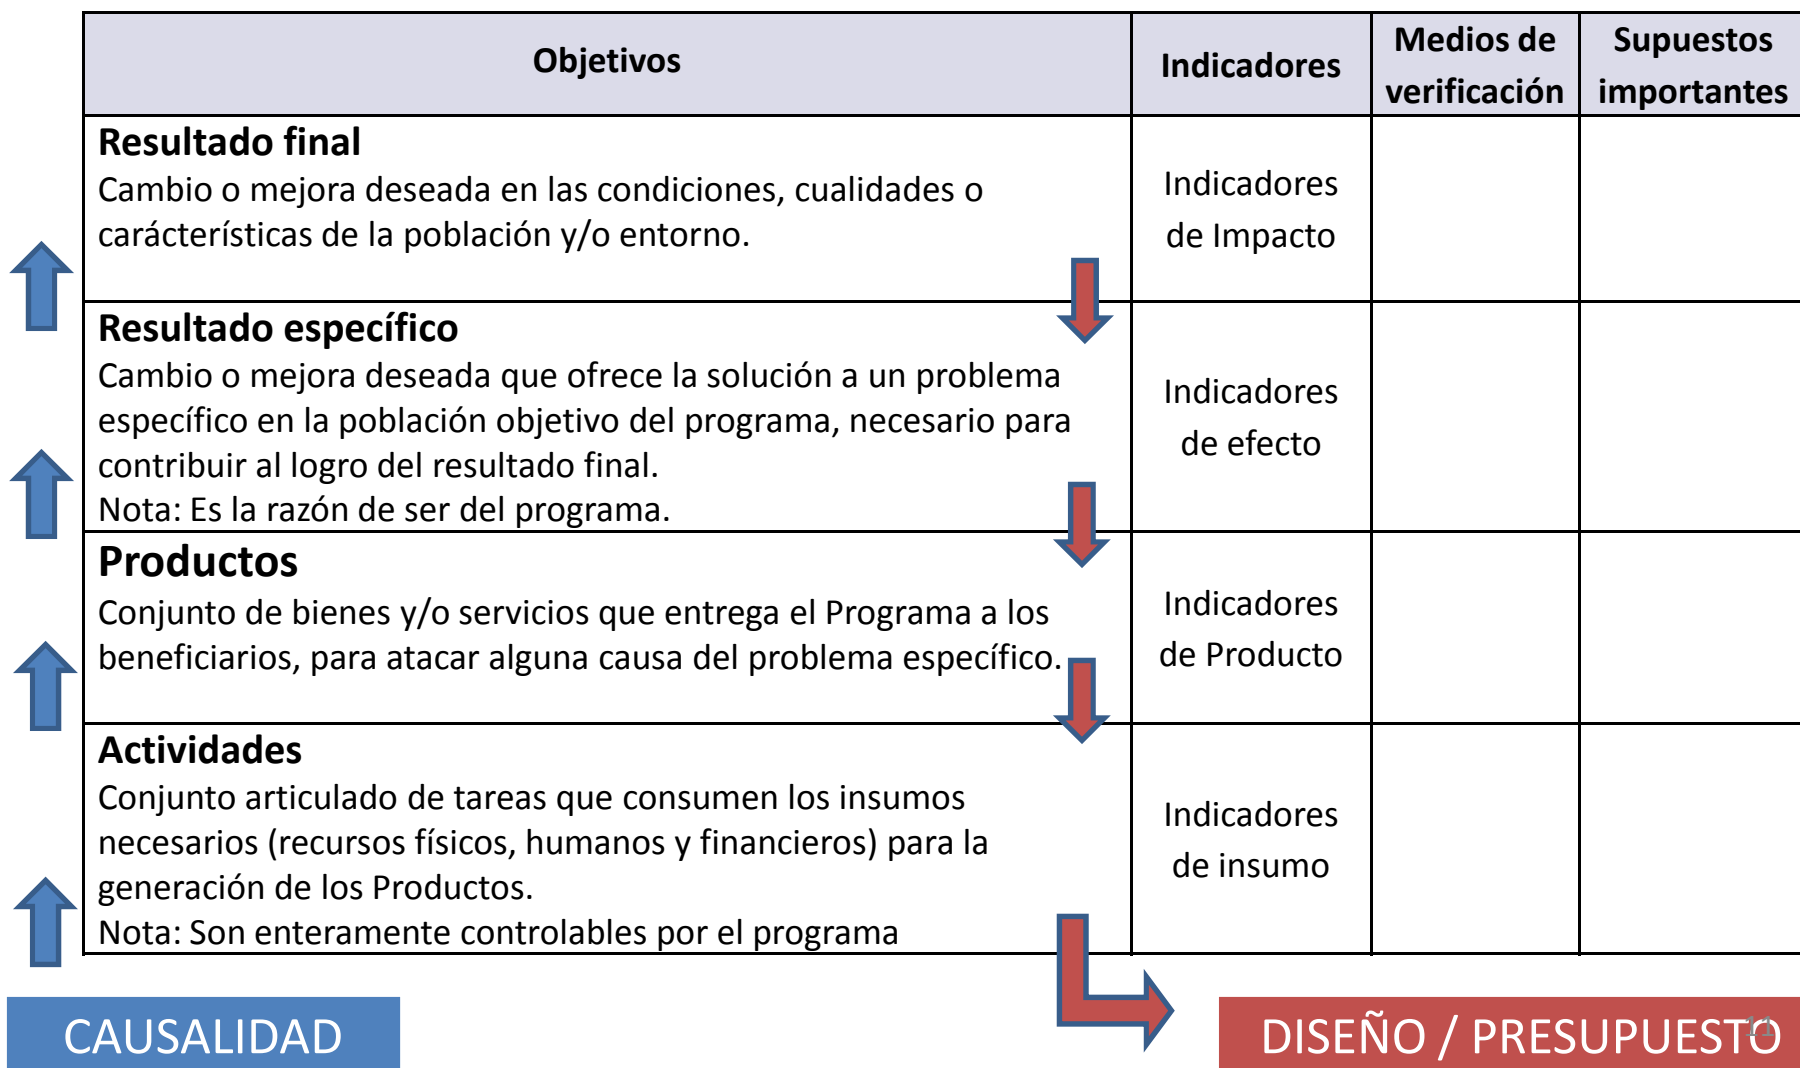 Objetivos
Indicadores
Medios de
verificación
Supuestos
importantes
Resultado final
Cambio o mejora deseada en las condiciones, cualidades o
carácterísticas de la población y/o entorno.
Indicadores
de Impacto
Resultado específico
Cambio o mejora deseada que ofrece la solución a un problema
específico en la población objetivo del programa, necesario para
contribuir al logro del resultado final.
Nota: Es la razón de ser del programa.
Indicadores
de efecto
Productos
Conjunto de bienes y/o servicios que entrega el Programa a los
beneficiarios, para atacar alguna causa del problema específico.
Indicadores
de Producto
Actividades
Conjunto articulado de tareas que consumen los insumos
necesarios (recursos físicos, humanos y financieros) para la
generación de los Productos.
Nota: Son enteramente controlables por el programa
Indicadores
de insumo
CAUSALIDAD
DISEÑO / PRESUPUESTO
11